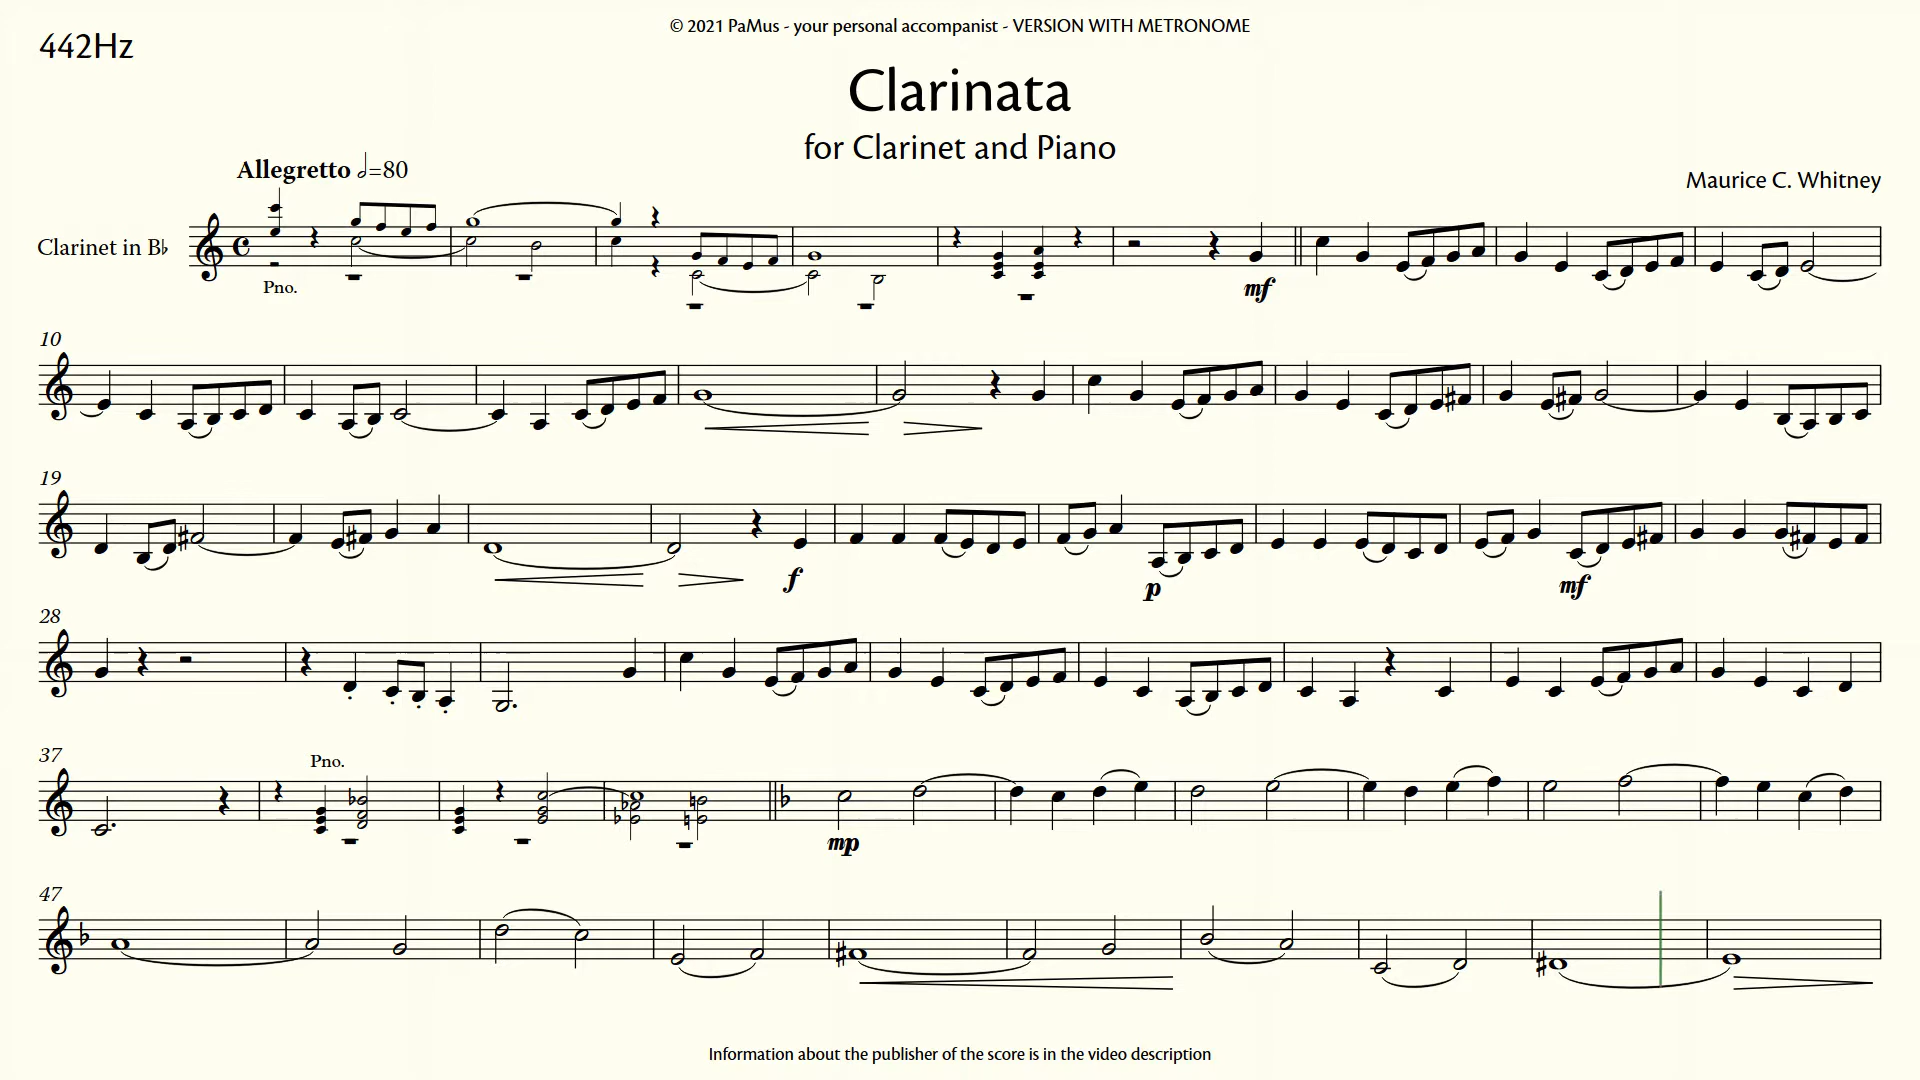 © 2021 PaMus - your personal accompanist - VERSION WITH METRONOME
442Hz
Clarinata
for Clarinet and Piano
Allegretto 𝅗𝅥=80
Maurice C. Whitney
Clarinet in B♭
Pno.
mf
10
19
f
p
mf
28
37
Pno.
mp
47
Information about the publisher of the score is in the video description